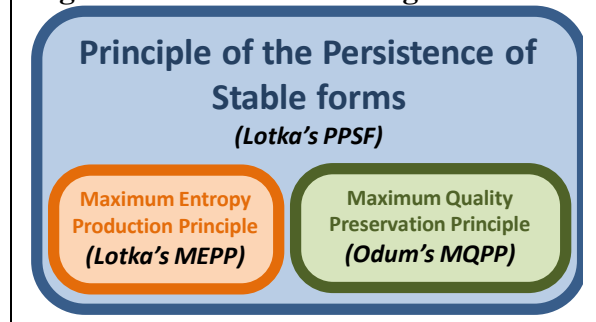 Principle of the Persistence of
Stable forms
(Lotka's PPSF)
Maximum Entropy
Production Principle
(Lotka's MEPP)
Maximum Quality
Preservation Principle
(Odum's MQPP)